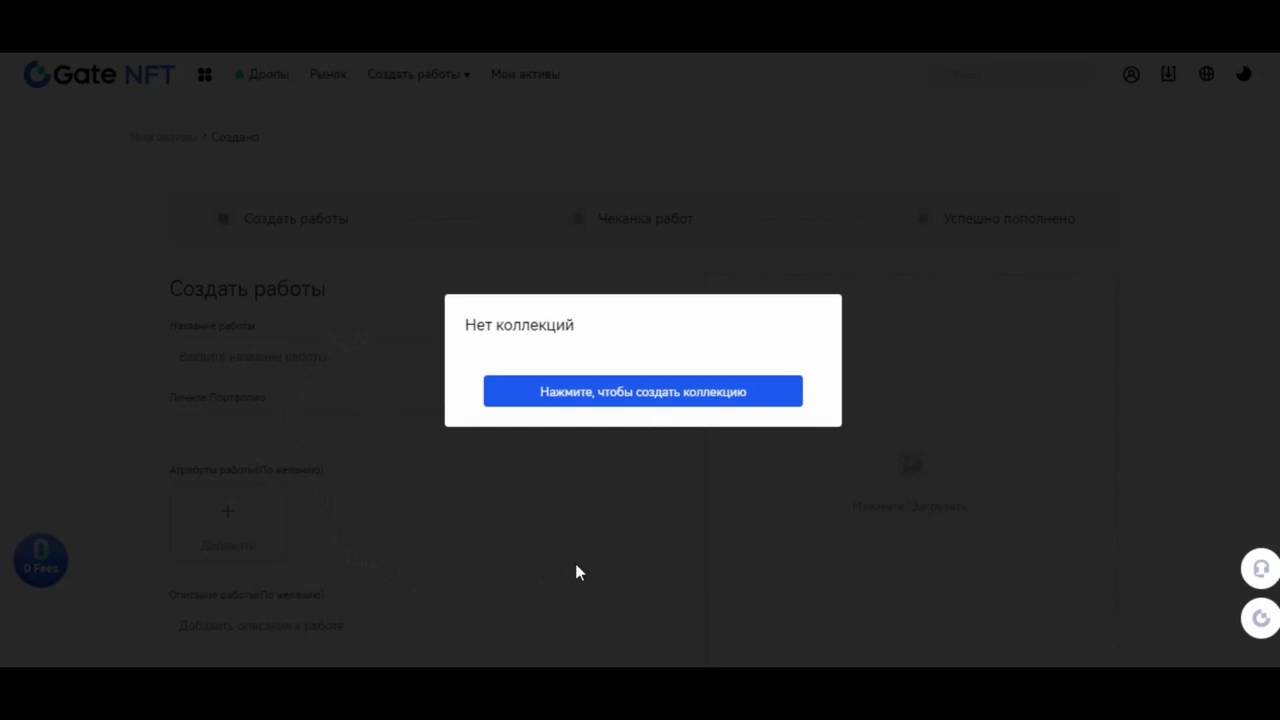 Gate NFT
Дропы
Рынок
Создать работы
Мои активы
Поиск
Мои активы > Создано
Создать работы
Чеканка работ
Успешно пополнено
Создать работы
Название работы
Введите название работы
Личное Портфолио
Нет коллекций
Нажмите, чтобы создать коллекцию
Атрибуты работы(По желанию)
+
Добавить
Нажмите "Загрузить
0
0 Fees
Описание работы(По желанию)
Добавить описание к работе